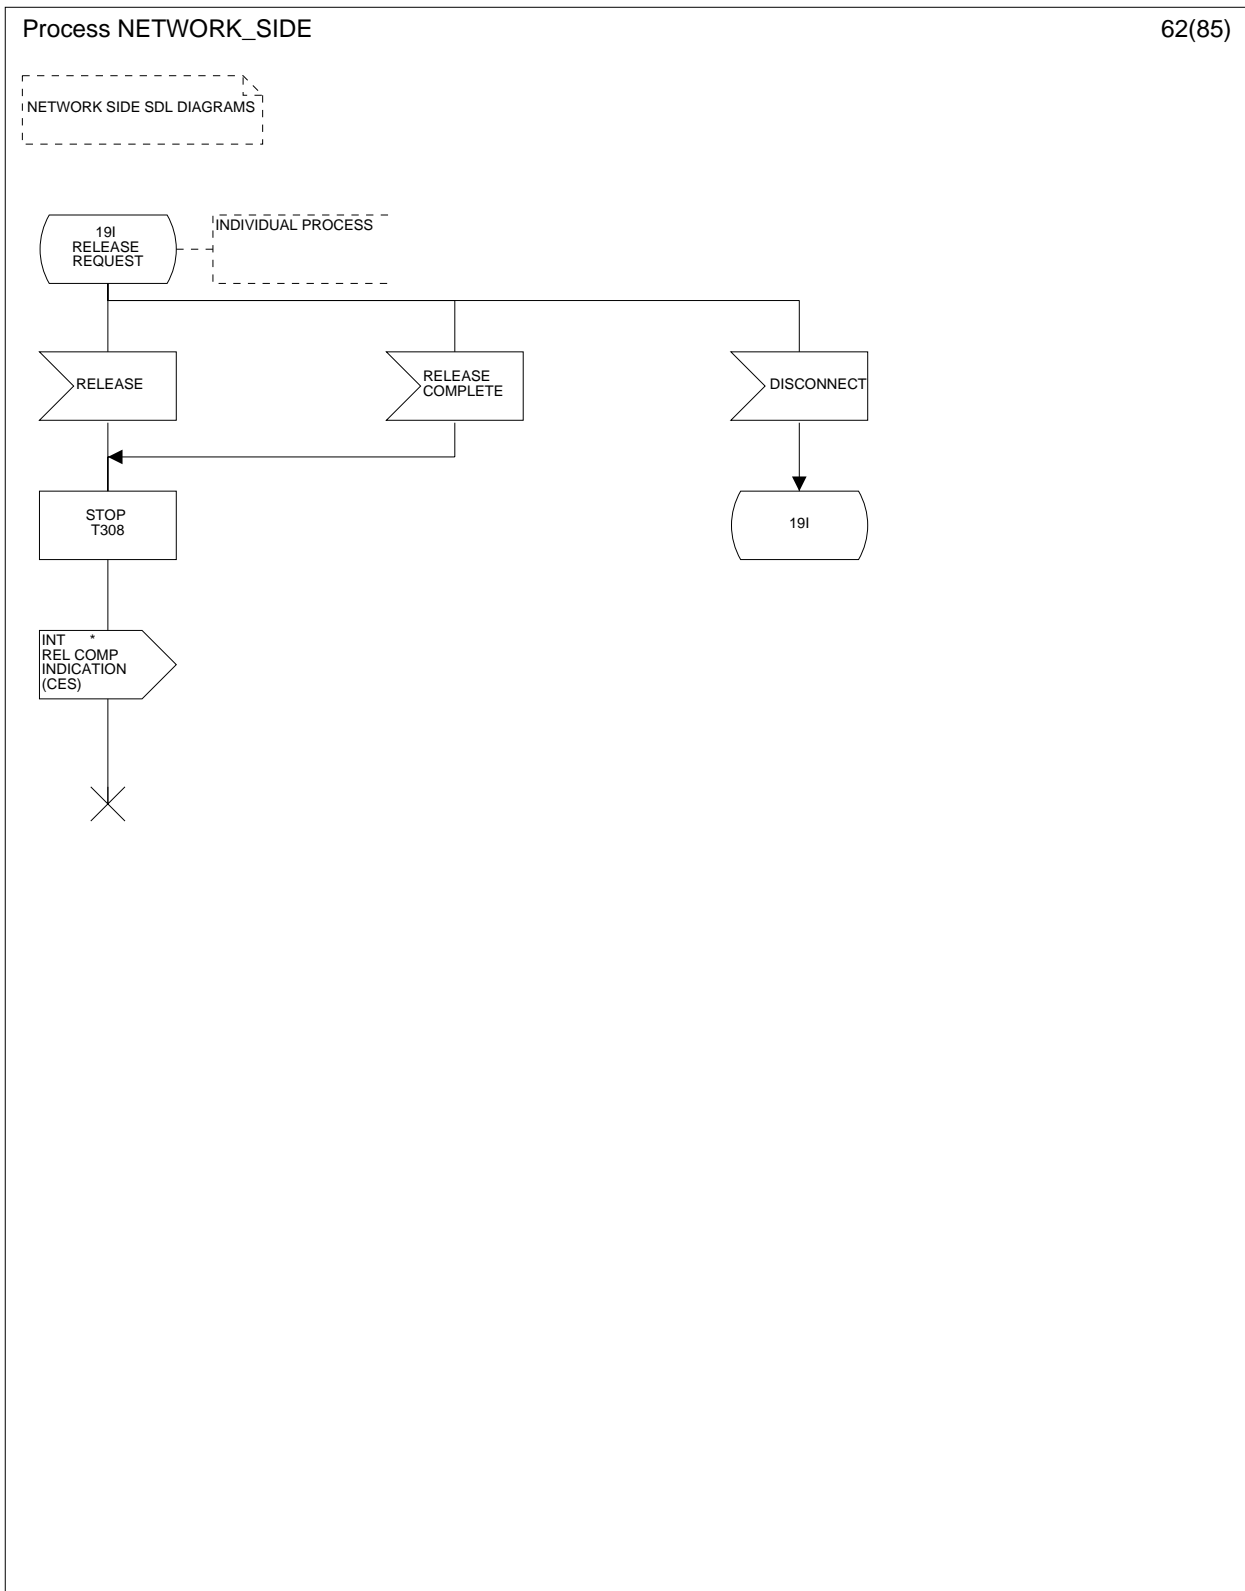 Process NETWORK_SIDE
62(85)
NETWORK SIDE SDL DIAGRAMS
19I
RELEASE
REQUEST
INDIVIDUAL PROCESS
RELEASE
RELEASE
COMPLETE
DISCONNECT
STOP
T308
19I
INT *
REL COMP
INDICATION
(CES)